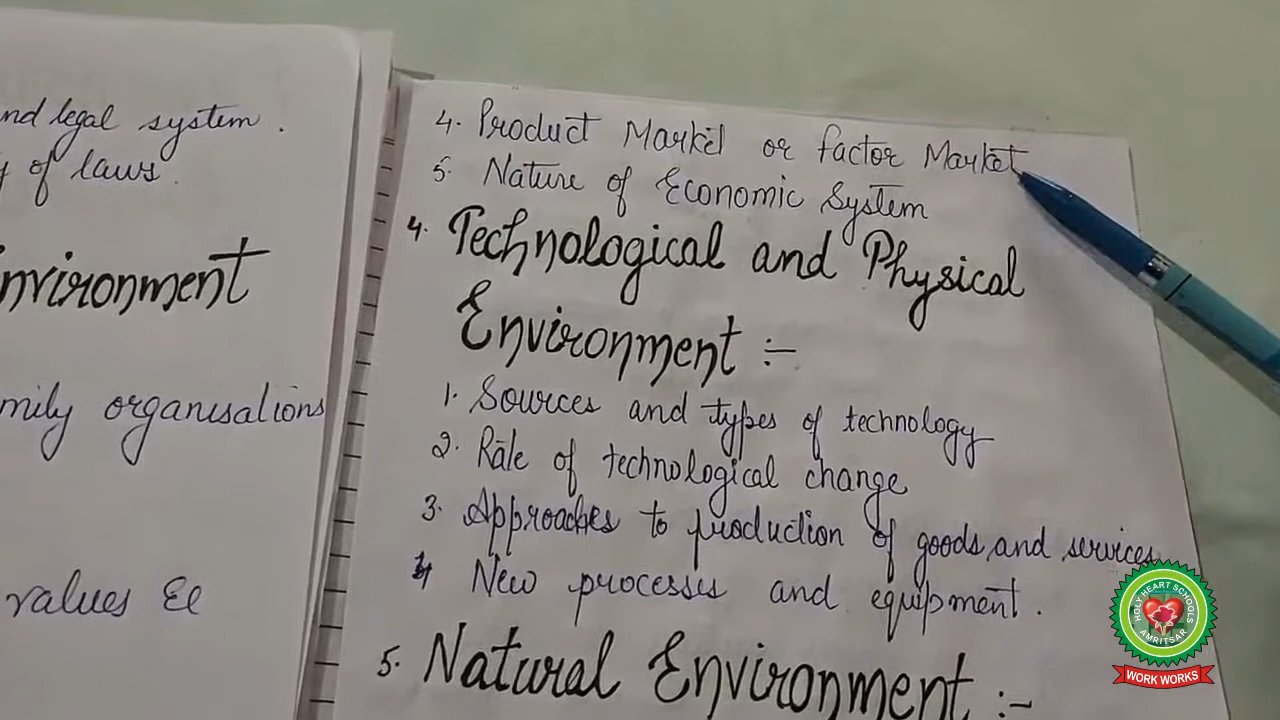 nd legal system.
of laws.
nvironment
mily organisations
values &
4. Product Market or factor Market
5. Nature of Economic System
4. Technological and Physical
Environment :-
1. Sources and types of technology
2. Rale of technological change
3. Approaches to production of goods and services
4 New processes and equipment.
5. Natural Environment :-
HOLY HEART SCHOOLS
AMRITSAR
WORK WORKS